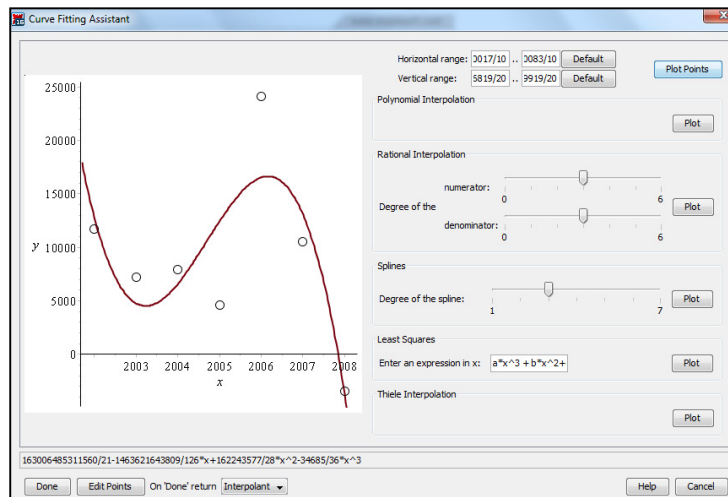 Curve Fitting Assistant
Horizontal range: 0017/10 .. 0083/10 Default
Vertical range: 5819/20 .. 9919/20 Default
Plot Points
Polynomial Interpolation
Plot
Rational Interpolation
numerator:
0 6
Degree of the
denominator:
0 6
Plot
Splines
Degree of the spline:
1 7
Plot
Least Squares
Enter an expression in x: a*x^3 + b*x^2+ Plot
Thiele Interpolation
Plot
25000
20000
15000
y 10000
5000
0
2003 2004 2005 2006 2007 2008
x
163006485311560/21-1463621643809/126*x+162243577/28*x^2-34685/36*x^3
Done Edit Points On 'Done' return Interpolant Help Cancel